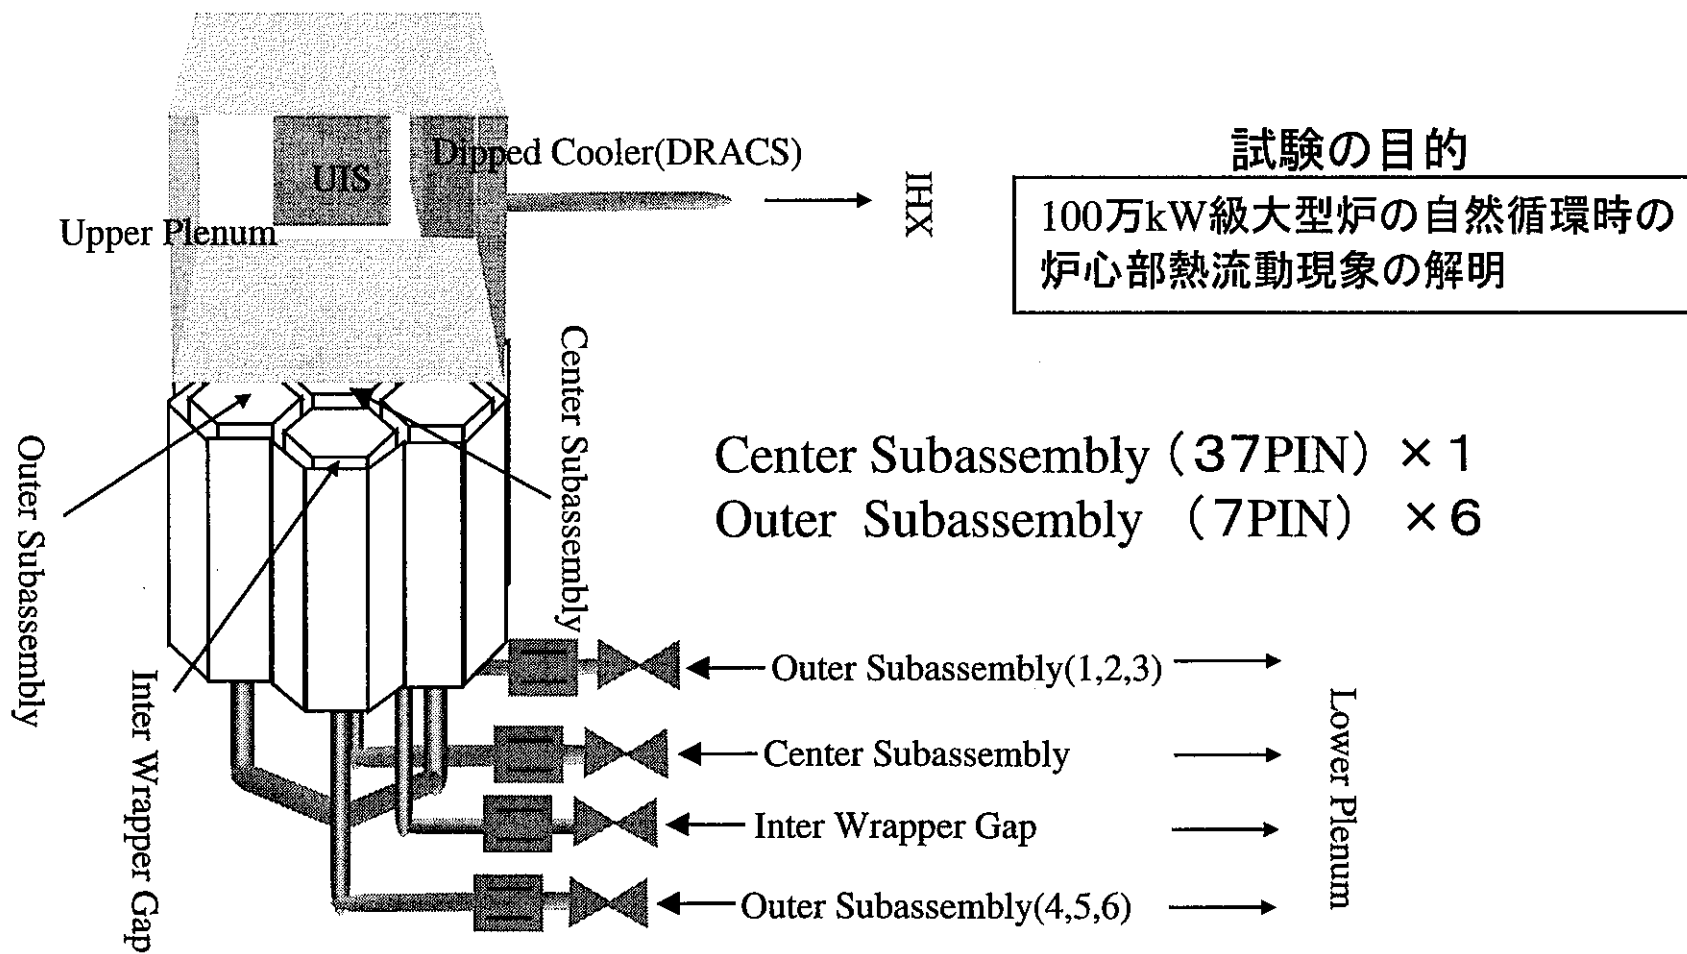 Dipped Cooler(DRACS)
UIS
Upper Plenum
IHX
試験の目的
100万kW級大型炉の自然循環時の
炉心部熱流動現象の解明
Center Subassembly
Outer Subassembly
Inter Wrapper Gap
Center Subassembly（37PIN）×1
Outer Subassembly （7PIN） ×6
Outer Subassembly(1,2,3)
Center Subassembly
Inter Wrapper Gap
Outer Subassembly(4,5,6)
Lower Plenum